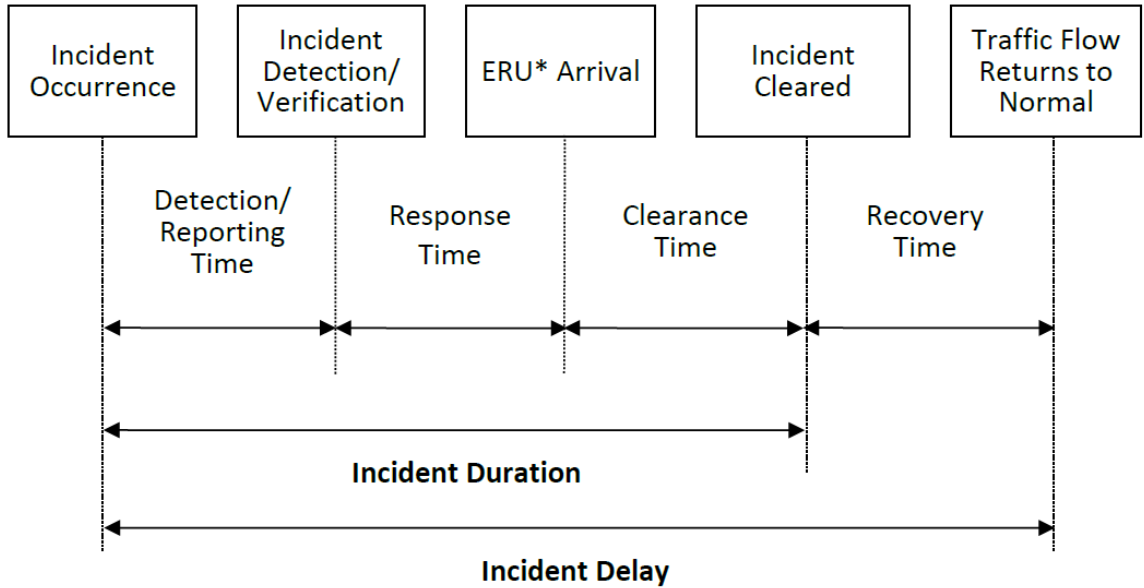 Incident
Occurrence
Incident
Detection/
Verification
ERU* Arrival
Incident
Cleared
Traffic Flow
Returns to
Normal
Detection/
Reporting
Time
Response
Time
Clearance
Time
Recovery
Time
Incident Duration
Incident Delay